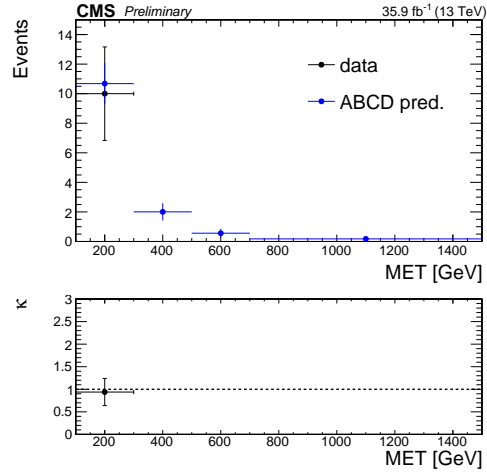 CMS Preliminary 35.9 fb⁻¹ (13 TeV)
Events
14
12
10
8
6
4
2
0
data
ABCD pred.
200 400 600 800 1000 1200 1400
MET [GeV]
κ
3
2.5
2
1.5
1
0.5
0
200 400 600 800 1000 1200 1400
MET [GeV]